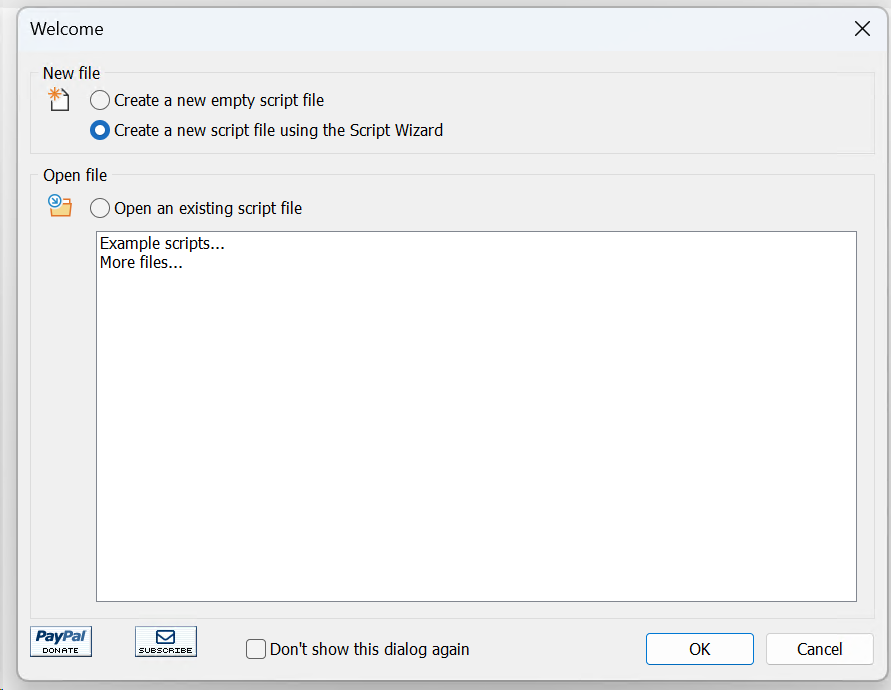 Welcome
New file
Create a new empty script file
Create a new script file using the Script Wizard
Open file
Open an existing script file
Example scripts...
More files...
PayPal
DONATE
SUBSCRIBE
Don't show this dialog again
OK
Cancel